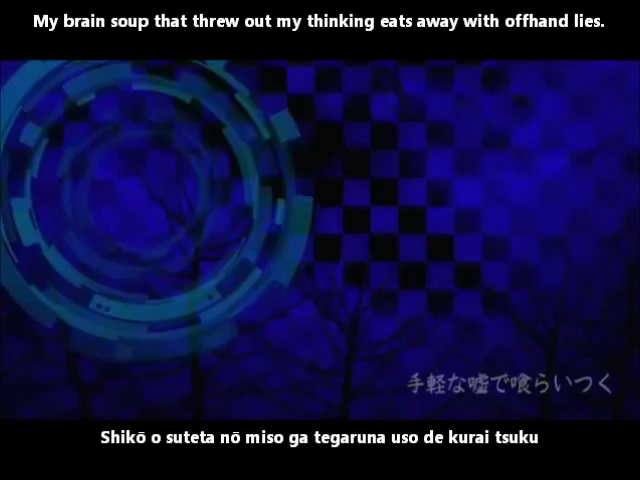 My brain soup that threw out my thinking eats away with offhand lies.
手軽な嘘で喰らいつく
Shikō o suteta nō miso ga tegaruna uso de kurai tsuku